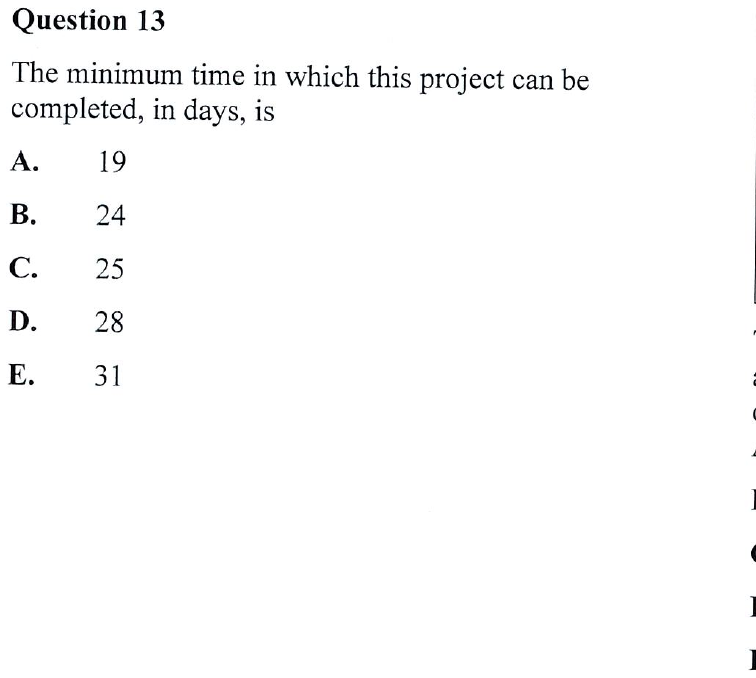 Question 13
The minimum time in which this project can be
completed, in days, is
A. 19
B. 24
C. 25
D. 28
E. 31